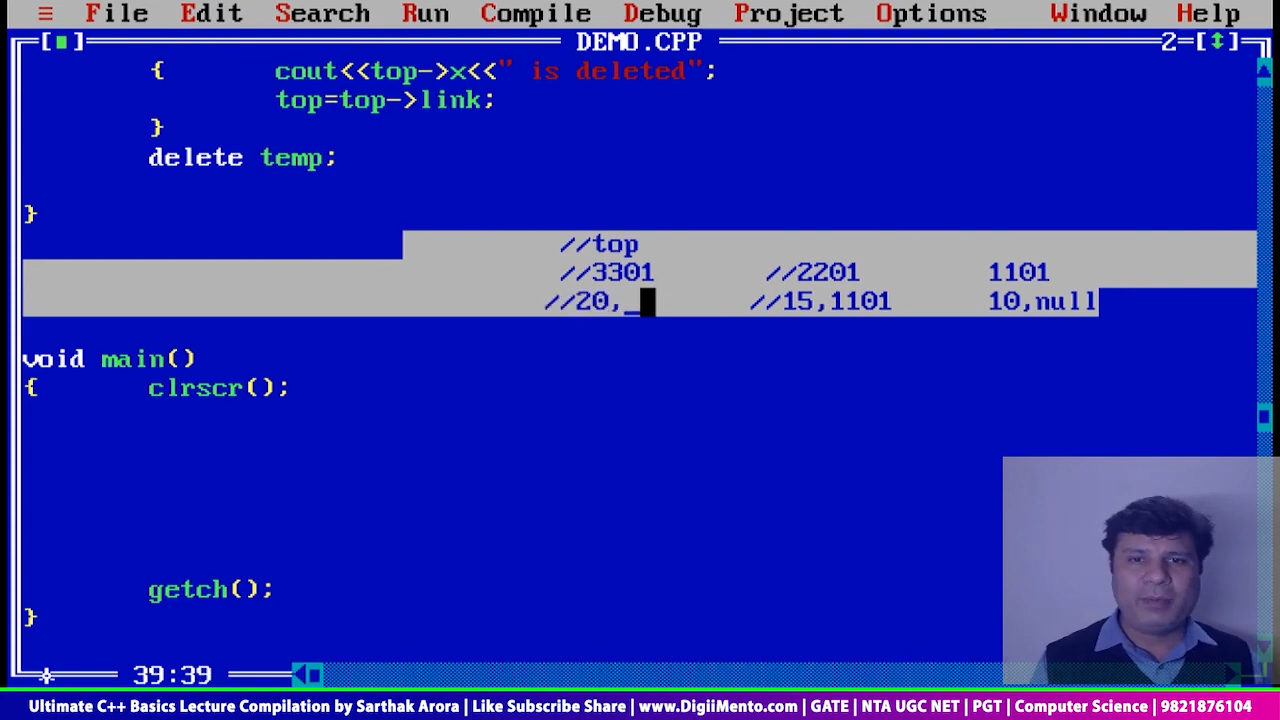 ≡ File Edit Search Run Compile Debug Project Options Window Help
[■] DEMO.CPP 2=[↕]
{ cout<<top->x<<" is deleted";
top=top->link;
}
delete temp;
}
//top
//3301 //2201 1101
//20,_ //15,1101 10,null
void main()
{ clrscr();
getch();
}
39:39
Ultimate C++ Basics Lecture Compilation by Sarthak Arora | Like Subscribe Share | www.DigiiMento.com | GATE | NTA UGC NET | PGT | Computer Science | 9821876104